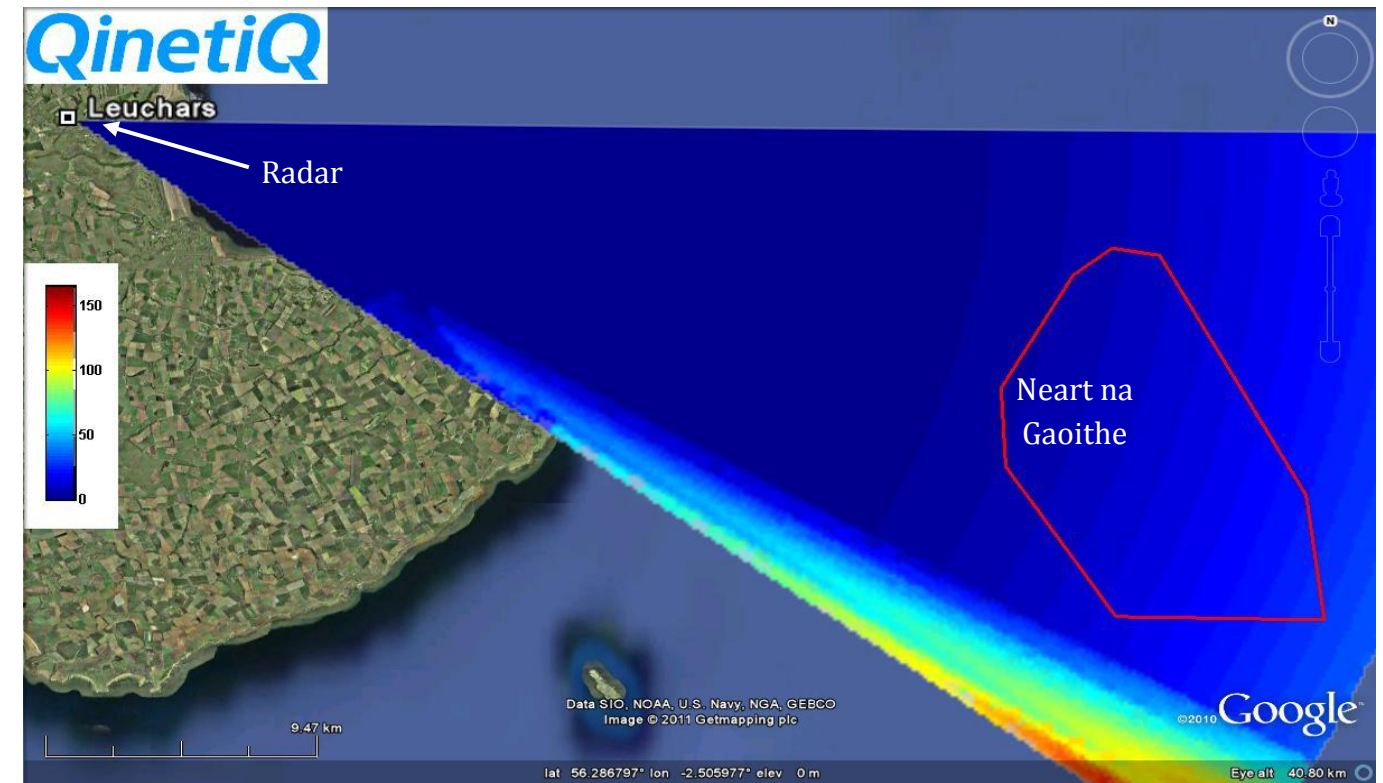 QinetiQ
N
Leuchars
Radar
150
100
50
0
Neart na
Gaoithe
Data SIO, NOAA, U.S. Navy, NGA, GEBCO
Image © 2011 Getmapping plc
©2010 Google™
9.47 km
lat 56.286797° lon -2.505977° elev 0 m
Eye alt 40.80 km